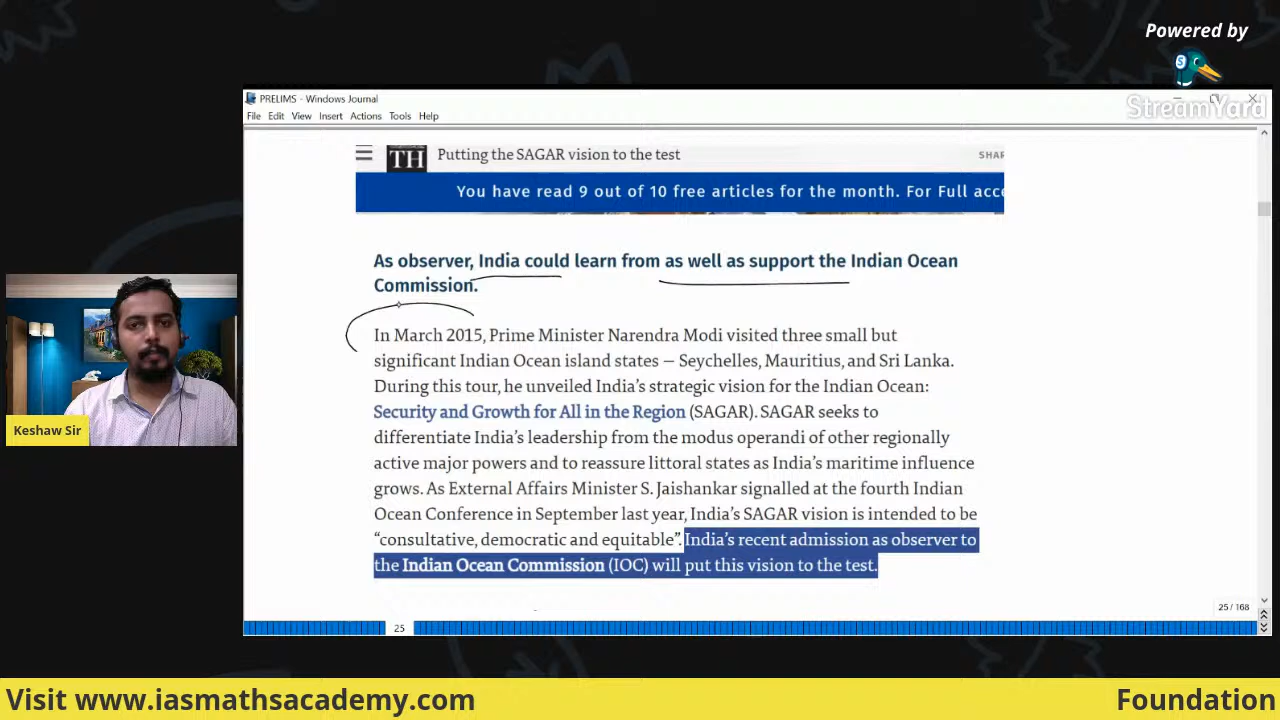 Powered by
StreamYard
PRELIMS - Windows Journal
File Edit View Insert Actions Tools Help
TH Putting the SAGAR vision to the test SHAR
You have read 9 out of 10 free articles for the month. For Full acce
As observer, India could learn from as well as support the Indian Ocean
Commission.
In March 2015, Prime Minister Narendra Modi visited three small but
significant Indian Ocean island states — Seychelles, Mauritius, and Sri Lanka.
During this tour, he unveiled India's strategic vision for the Indian Ocean:
Security and Growth for All in the Region (SAGAR). SAGAR seeks to
differentiate India's leadership from the modus operandi of other regionally
active major powers and to reassure littoral states as India's maritime influence
grows. As External Affairs Minister S. Jaishankar signalled at the fourth Indian
Ocean Conference in September last year, India's SAGAR vision is intended to be
“consultative, democratic and equitable”. India's recent admission as observer to
the Indian Ocean Commission (IOC) will put this vision to the test.
25 / 168
25
Keshaw Sir
Visit www.iasmathsacademy.com
Foundation